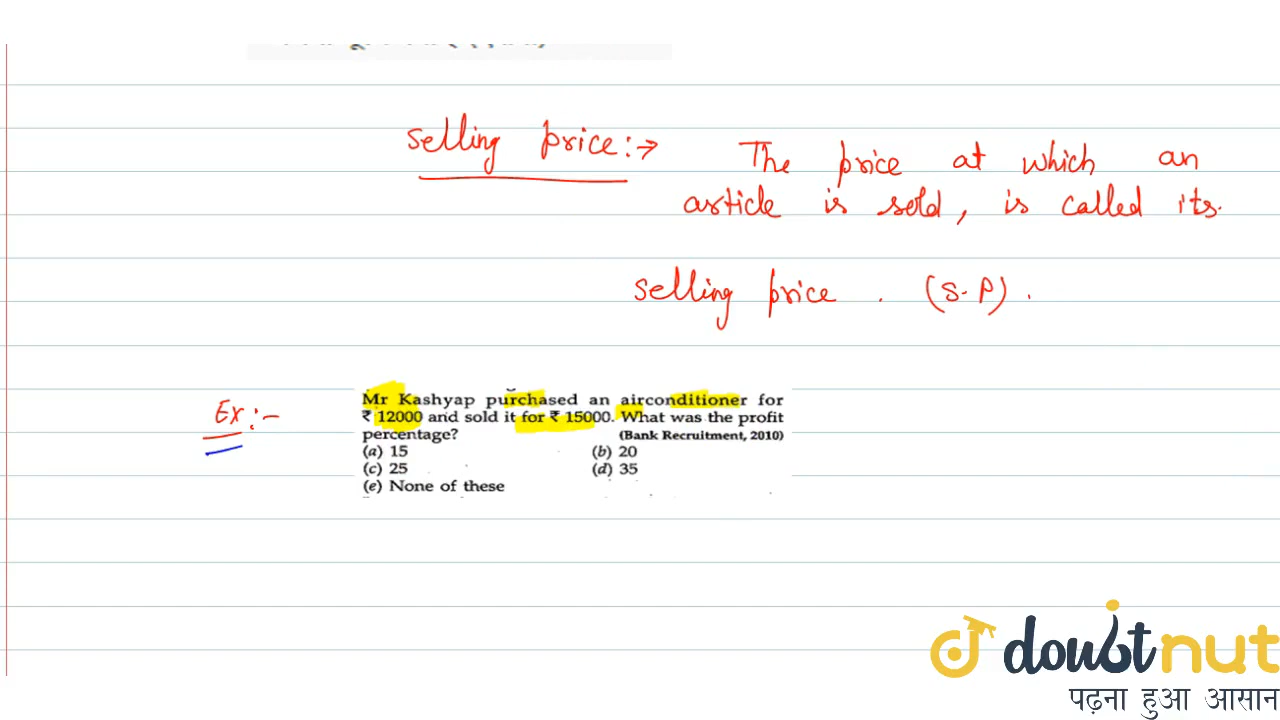 Selling price :→ The price at which an
article is sold, is called its.
Selling price . (S.P) .
Ex :-
Mr Kashyap purchased an airconditioner for
₹ 12000 and sold it for ₹ 15000. What was the profit
percentage? (Bank Recruitment, 2010)
(a) 15 (b) 20
(c) 25 (d) 35
(e) None of these
doubtnut
पढ़ना हुआ आसान